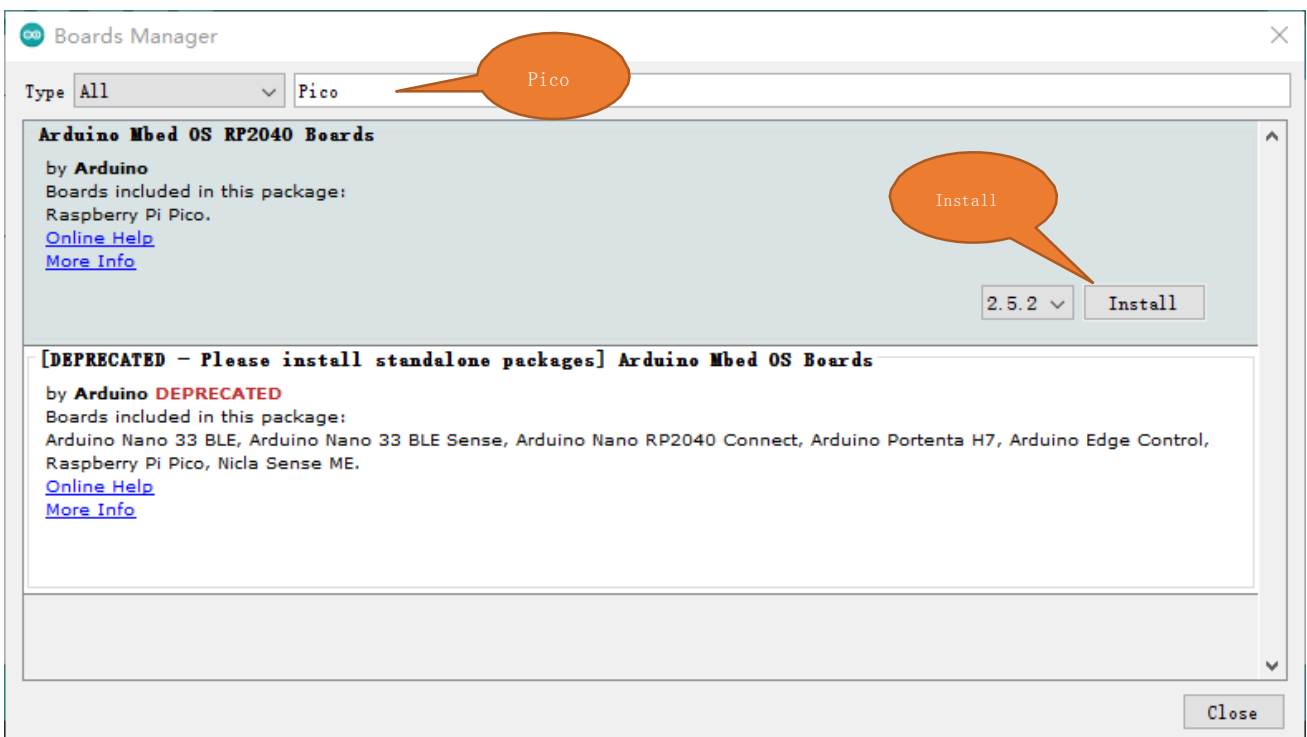 Boards Manager
Type All Pico
Pico
Arduino Mbed OS RP2040 Boards
by Arduino
Boards included in this package:
Raspberry Pi Pico.
Online Help
More Info
Install
2.5.2 Install
[DEPRECATED - Please install standalone packages] Arduino Mbed OS Boards
by Arduino DEPRECATED
Boards included in this package:
Arduino Nano 33 BLE, Arduino Nano 33 BLE Sense, Arduino Nano RP2040 Connect, Arduino Portenta H7, Arduino Edge Control,
Raspberry Pi Pico, Nicla Sense ME.
Online Help
More Info
Close